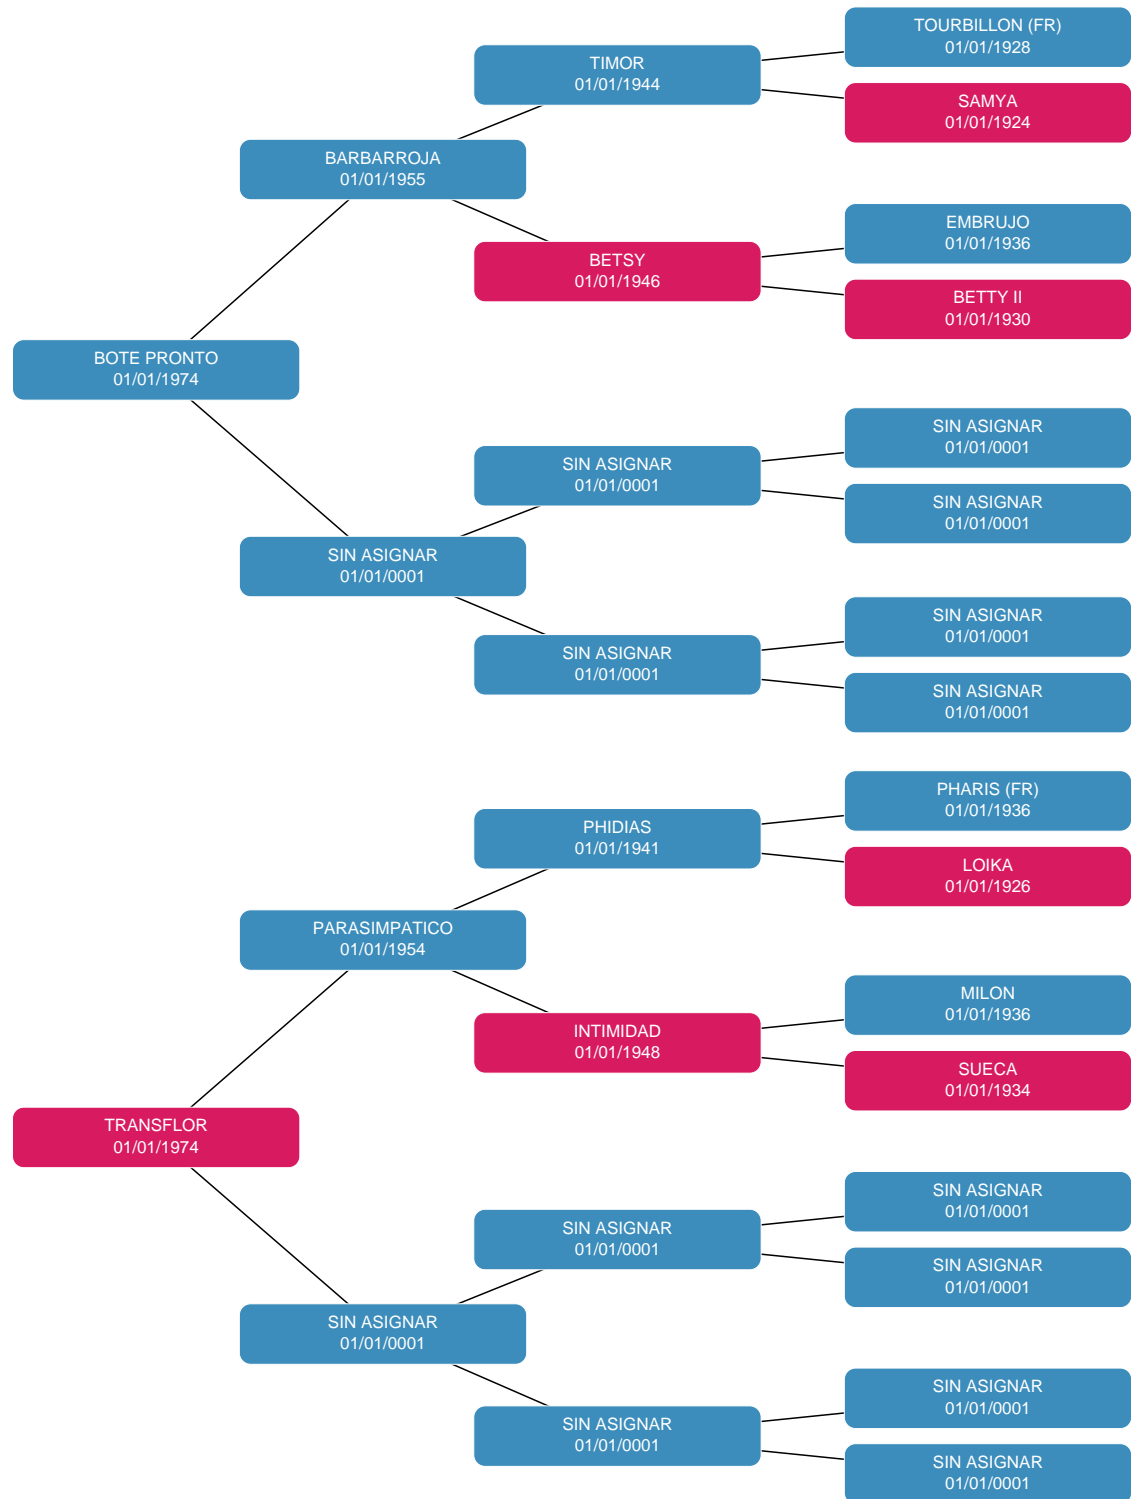 TOURBILLON (FR)
01/01/1928
TIMOR
01/01/1944
SAMYA
01/01/1924
BARBARROJA
01/01/1955
EMBRUJO
01/01/1936
BETSY
01/01/1946
BETTY II
01/01/1930
BOTE PRONTO
01/01/1974
SIN ASIGNAR
01/01/0001
SIN ASIGNAR
01/01/0001
SIN ASIGNAR
01/01/0001
SIN ASIGNAR
01/01/0001
SIN ASIGNAR
01/01/0001
SIN ASIGNAR
01/01/0001
SIN ASIGNAR
01/01/0001
PHARIS (FR)
01/01/1936
PHIDIAS
01/01/1941
LOIKA
01/01/1926
PARASIMPATICO
01/01/1954
MILON
01/01/1936
INTIMIDAD
01/01/1948
SUECA
01/01/1934
TRANSFLOR
01/01/1974
SIN ASIGNAR
01/01/0001
SIN ASIGNAR
01/01/0001
SIN ASIGNAR
01/01/0001
SIN ASIGNAR
01/01/0001
SIN ASIGNAR
01/01/0001
SIN ASIGNAR
01/01/0001
SIN ASIGNAR
01/01/0001